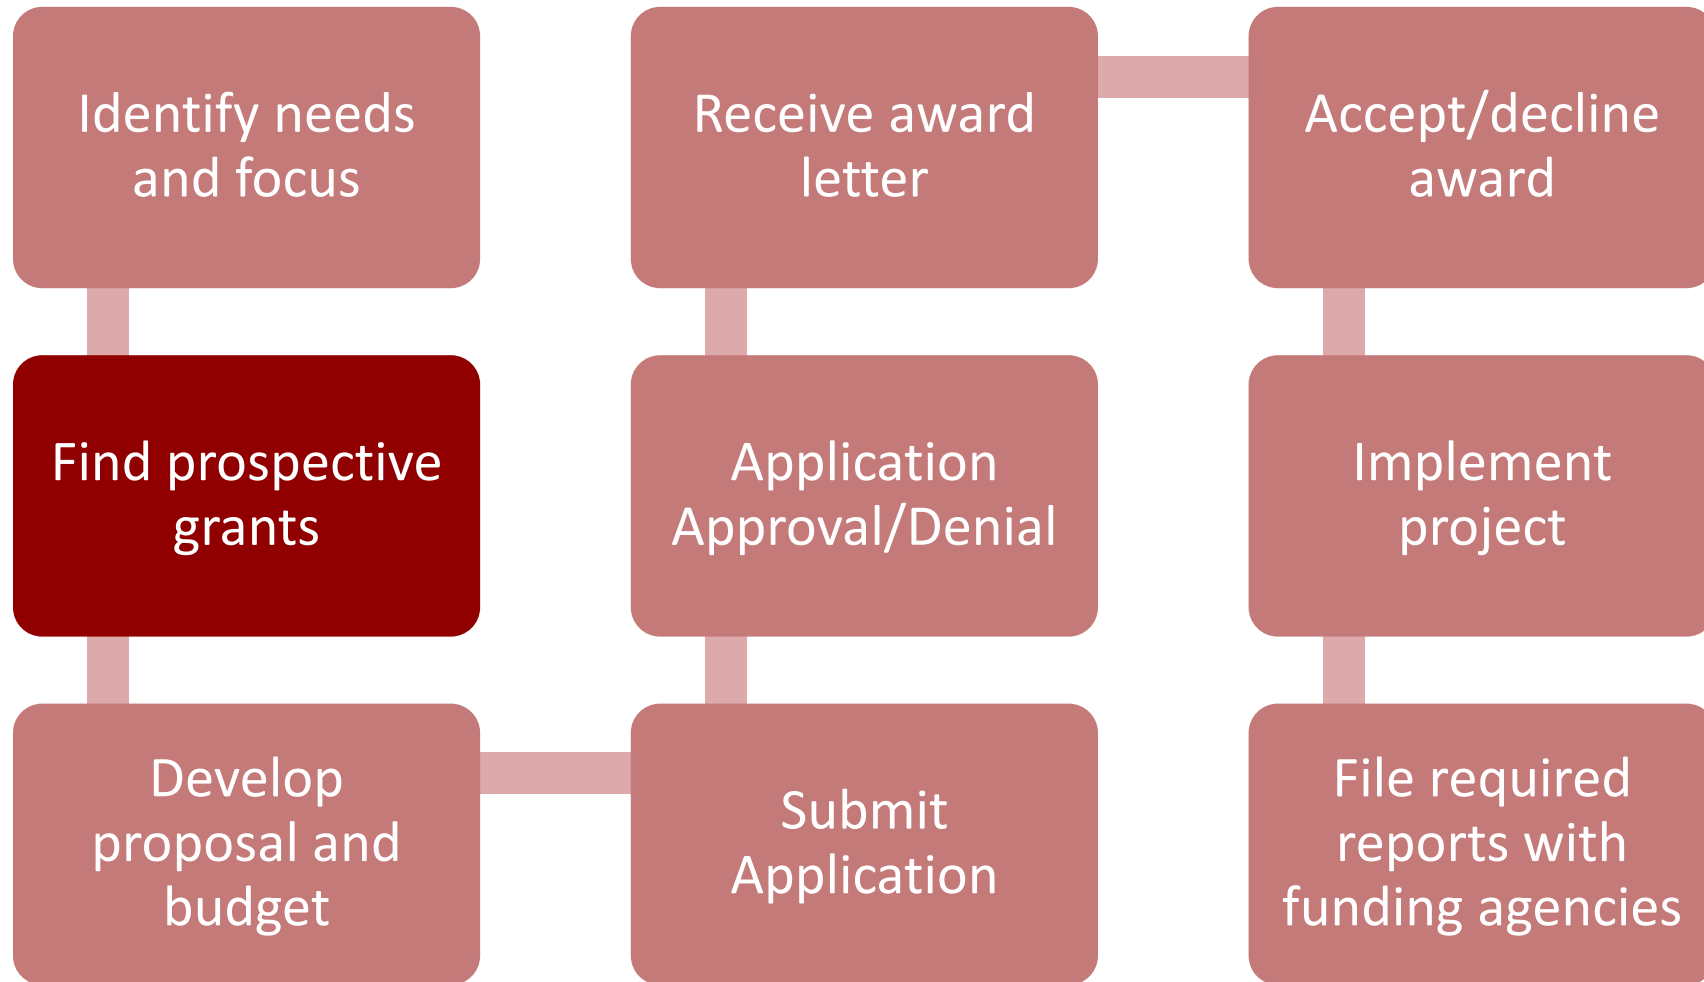 Identify needs
and focus
Find prospective
grants
Develop
proposal and
budget
Submit
Application
Application
Approval/Denial
Receive award
letter
Accept/decline
award
Implement
project
File required
reports with
funding agencies